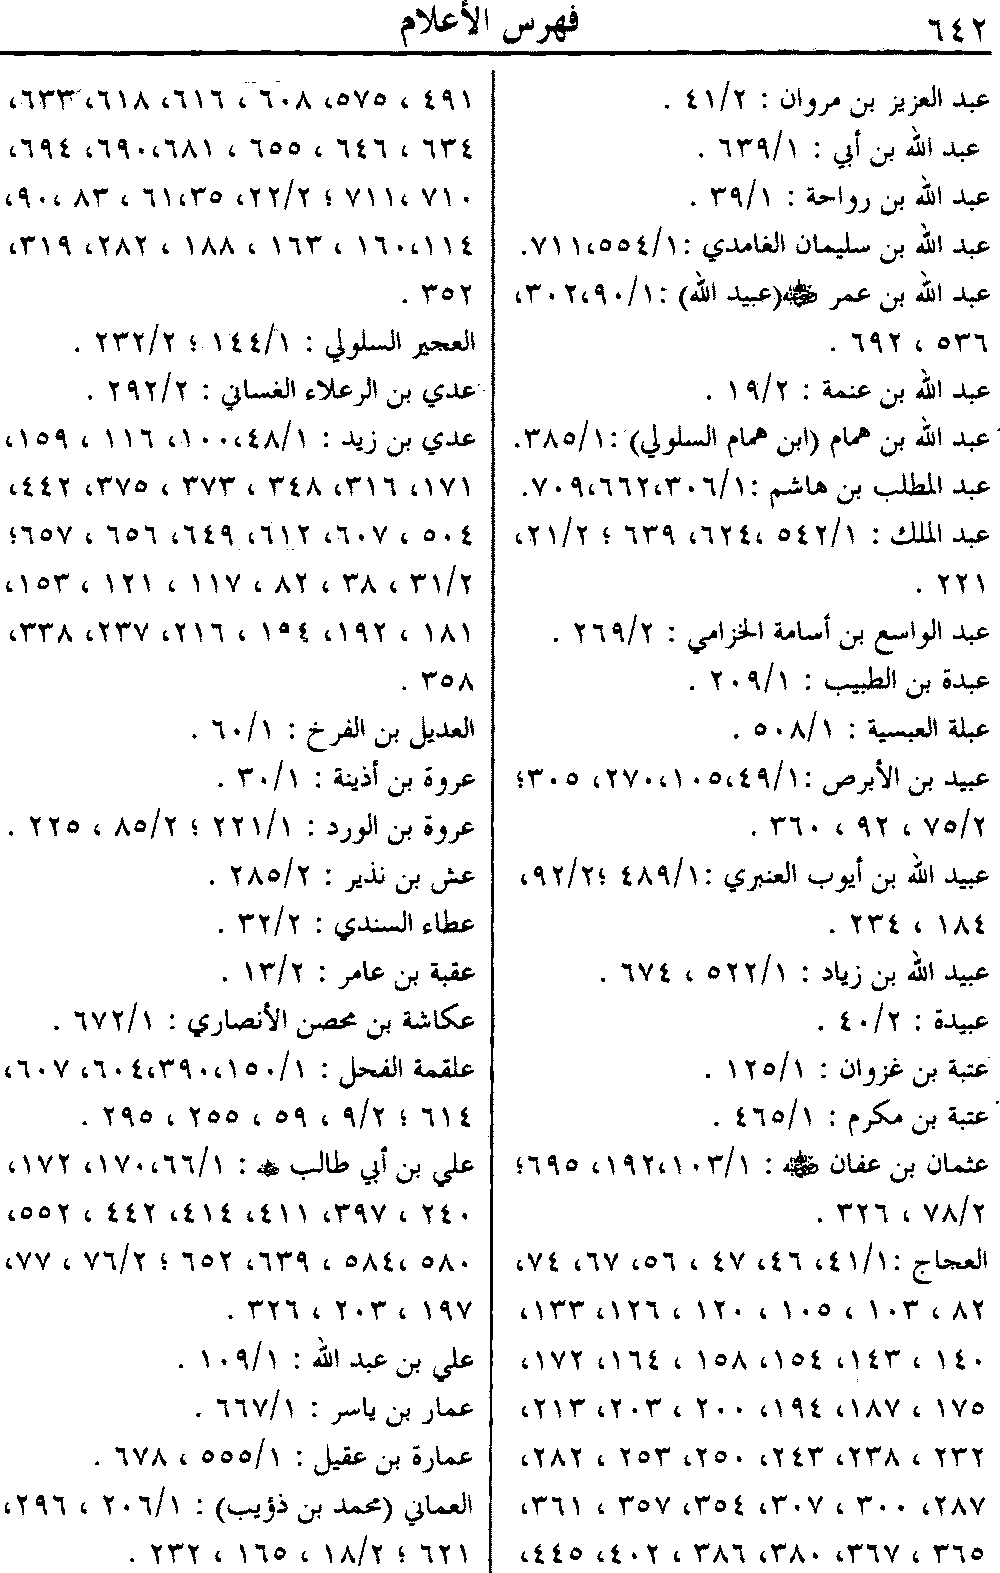 ٦٤٢
فهرس الأعلام
عبد العزيز بن مروان : ٤١/٢ .
عبد الله بن أبي : ٦٣٩/١ .
عبد الله بن رواحة : ٣٩/١ .
عبد الله بن سليمان الغامدي :٥٥٤/١،٧١١.
عبد الله بن عمر ﷺ(عبيد الله) :٩٠/١،٣٠٢،
٥٣٦ ، ٦٩٢ .
عبد الله بن عنمة : ١٩/٢ .
عبد الله بن همام (ابن همام السلولي) :٣٨٥/١.
عبد المطلب بن هاشم :٣٠٦/١،٦٦٢،٧٠٩.
عبد الملك : ٥٤٢/١ ،٦٢٤، ٦٣٩ ؛ ٢١/٢،
٢٢١ .
عبد الواسع بن أسامة الخزامي : ٢٦٩/٢ .
عبدة بن الطبيب : ٢٠٩/١ .
عبلة العبسية : ٥٠٨/١ .
عبيد بن الأبرص :٤٩/١،١٠٥،٢٧٠، ٣٠٥؛
٧٥/٢ ، ٩٢ ، ٣٦٠ .
عبيد الله بن أيوب العنبري :٤٨٩/١ ؛٩٢/٢،
١٨٤ ، ٢٣٤ .
عبيد الله بن زياد : ٥٢٢/١ ، ٦٧٤ .
عبيدة : ٤٠/٢ .
عتبة بن غزوان : ١٢٥/١ .
عتبة بن مكرم : ٤٦٥/١ .
عثمان بن عفان ﷺ : ١٠٣/١،١٩٢، ٦٩٥؛
٧٨/٢ ، ٣٢٦ .
العجاج :٤١/١، ٤٦، ٤٧ ، ٥٦، ٦٧، ٧٤،
٨٢ ، ١٠٣ ، ١٠٥ ، ١٢٠ ، ١٢٦، ١٣٣،
١٤٠ ، ١٤٣، ١٥٤، ١٥٨ ، ١٦٤، ١٧٢،
١٧٥ ، ١٨٧، ١٩٤، ٢٠٠ ، ٢٠٣، ٢١٣،
٢٣٢ ، ٢٣٨، ٢٤٣، ٢٥٠، ٢٥٣ ، ٢٨٢،
٢٨٧، ٣٠٠ ، ٣٠٧، ٣٥٤، ٣٥٧ ، ٣٦١،
٣٦٥ ، ٣٦٧، ٣٨٠، ٣٨٦ ، ٤٠٢، ٤٤٥،
٤٩١ ، ٥٧٥، ٦٠٨ ، ٦١٦، ٦١٨، ٦٣٣،
٦٣٤ ، ٦٤٦ ، ٦٥٥ ، ٦٨١،٦٩٠، ٦٩٤،
٧١٠ ،٧١١ ؛ ٢٢/٢، ٣٥،٦١ ، ٨٣ ،٩٠،
١١٤،١٦٠ ، ١٦٣ ، ١٨٨ ، ٢٨٢، ٣١٩،
٣٥٢ .
العجير السلولي : ١٤٤/١ ؛ ٢٣٢/٢ .
عدي بن الرعلاء الغساني : ٢٩٢/٢ .
عدي بن زيد : ٤٨/١،١٠٠، ١١٦ ، ١٥٩،
١٧١، ٣١٦، ٣٤٨ ، ٣٧٣ ، ٣٧٥، ٤٤٢،
٥٠٤ ، ٦٠٧، ٦١٢، ٦٤٩، ٦٥٦ ، ٦٥٧؛
٣١/٢ ، ٣٨ ، ٨٢ ، ١١٧ ، ١٢١ ، ١٥٣،
١٨١ ، ١٩٢، ١٩٤ ، ٢١٦، ٢٣٧، ٣٣٨،
٣٥٨ .
العديل بن الفرخ : ٦٠/١ .
عروة بن أذينة : ٣٠/١ .
عروة بن الورد : ٢٢١/١ ؛ ٨٥/٢ ، ٢٢٥ .
عش بن نذير : ٢٨٥/٢ .
عطاء السندي : ٣٢/٢ .
عقبة بن عامر : ١٣/٢ .
عكاشة بن محصن الأنصاري : ٦٧٢/١ .
علقمة الفحل : ١٥٠/١،٣٩٠،٦٠٤، ٦٠٧،
٦١٤ ؛ ٩/٢ ، ٥٩ ، ٢٥٥ ، ٢٩٥ .
علي بن أبي طالب : ٦٦/١،١٧٠، ١٧٢،
٢٤٠ ، ٣٩٧، ٤١١، ٤١٤، ٤٤٢ ، ٥٥٢،
٥٨٠ ،٥٨٤ ، ٦٣٩، ٦٥٢ ؛ ٧٦/٢ ، ٧٧،
١٩٧ ، ٢٠٣ ، ٣٢٦ .
علي بن عبد الله : ١٠٩/١ .
عمار بن ياسر : ٦٦٧/١ .
عمارة بن عقيل : ٥٥٥/١ ، ٦٧٨ .
العماني (محمد بن ذؤيب) : ٢٠٦/١ ، ٢٩٦،
٦٢١ ؛ ١٨/٢ ، ١٦٥ ، ٢٣٢ .